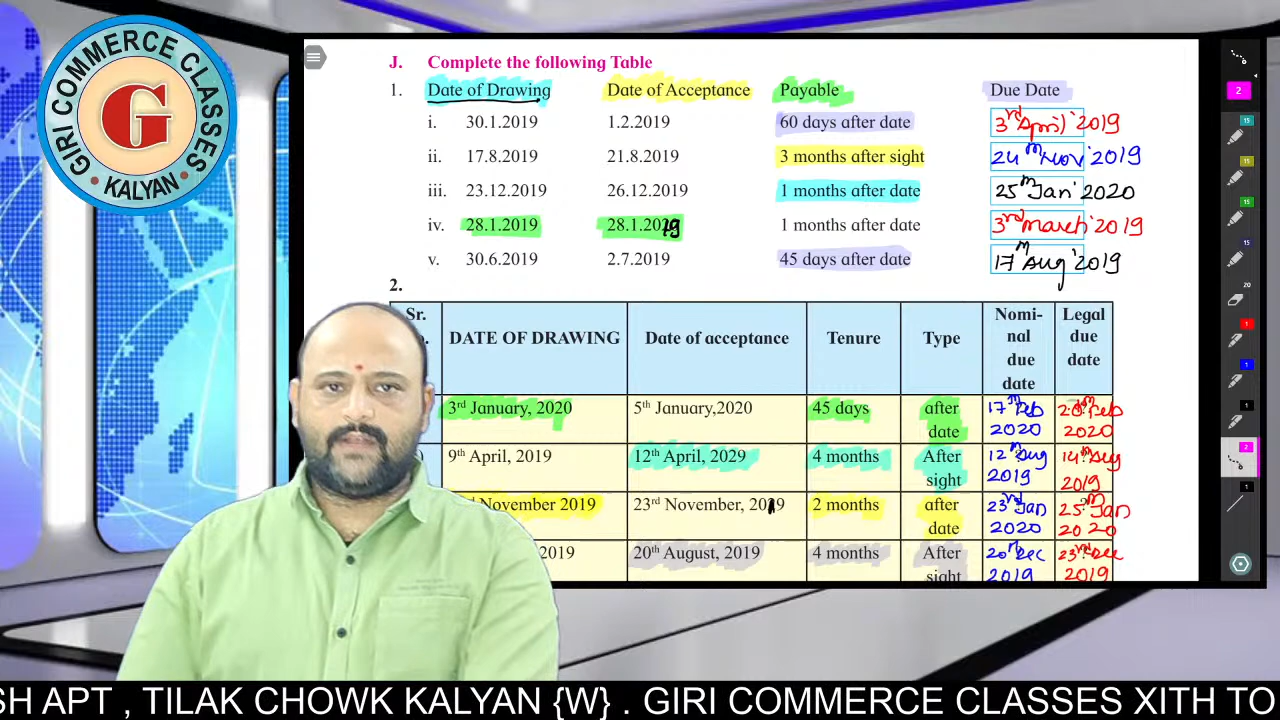 GIRI COMMERCE CLASSES
G
• KALYAN •
J. Complete the following Table
1. Date of Drawing Date of Acceptance Payable Due Date
i. 30.1.2019 1.2.2019 60 days after date 3rd April' 2019
ii. 17.8.2019 21.8.2019 3 months after sight 24th Nov' 2019
iii. 23.12.2019 26.12.2019 1 months after date 25th Jan' 2020
iv. 28.1.2019 28.1.2019 1 months after date 3rd march' 2019
v. 30.6.2019 2.7.2019 45 days after date 17th Aug' 2019
2.
Sr. DATE OF DRAWING Date of acceptance Tenure Type Nomi-nal due date Legal due date
3rd January, 2020 5th January,2020 45 days after date 17th Feb 2020 20th Feb 2020
9th April, 2019 12th April, 2029 4 months After sight 12th Aug 2019 14th Aug 2019
November 2019 23rd November, 2019 2 months after date 23rd Jan 2020 25th Jan 2020
2019 20th August, 2019 4 months After sight 20th Dec 2019 23rd Dec 2019
SH APT , TILAK CHOWK KALYAN {W} . GIRI COMMERCE CLASSES XITH TO